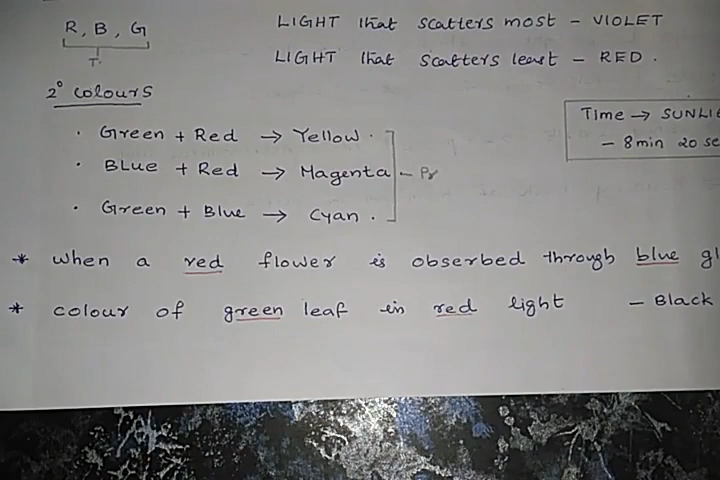 R, B, G
T.
LIGHT that scatters most - VIOLET
LIGHT that scatters least - RED.
2° colours
Time → SUNLI
- 8 min 20 se
• Green + Red → Yellow.
• BLue + Red → Magenta
- Pr
• Green + Blue → Cyan.
* when a red flower is obserbed through blue gl
* colour of green leaf in red light - Black